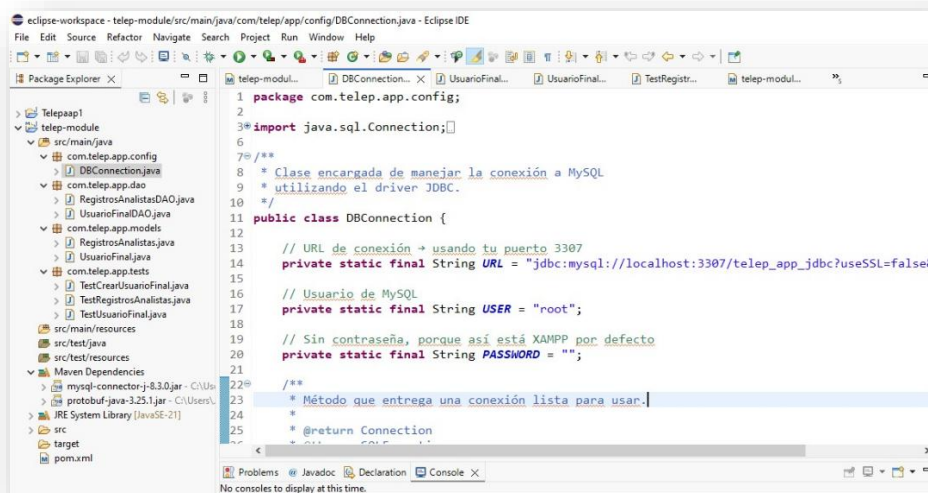 eclipse-workspace - telep-module/src/main/java/com/telep/app/config/DBConnection.java - Eclipse IDE
File Edit Source Refactor Navigate Search Project Run Window Help
Package Explorer
Telepaap1
telep-module
src/main/java
com.telep.app.config
DBConnection.java
com.telep.app.dao
RegistrosAnalistasDAO.java
UsuarioFinalDAO.java
com.telep.app.models
RegistrosAnalistas.java
UsuarioFinal.java
com.telep.app.tests
TestCrearUsuarioFinal.java
TestRegistrosAnalistas.java
TestUsuarioFinal.java
src/main/resources
src/test/java
src/test/resources
Maven Dependencies
mysql-connector-j-8.3.0.jar - C:\Us
protobuf-java-3.25.1.jar - C:\Users\
JRE System Library [JavaSE-21]
src
target
pom.xml
telep-modul... DBConnection... UsuarioFinal... UsuarioFinal... TestRegistr... telep-modul... 5
1 package com.telep.app.config;
2
3 import java.sql.Connection;
6
7 /**
8 * Clase encargada de manejar la conexión a MySQL
9 * utilizando el driver JDBC.
10 */
11 public class DBConnection {
12
13 // URL de conexión → usando tu puerto 3307
14 private static final String URL = "jdbc:mysql://localhost:3307/telep_app_jdbc?useSSL=false
15
16 // Usuario de MySQL
17 private static final String USER = "root";
18
19 // Sin contraseña, porque así está XAMPP por defecto
20 private static final String PASSWORD = "";
21
22 /**
23 * Método que entrega una conexión lista para usar.
24 *
25 * @return Connection
Problems Javadoc Declaration Console
No consoles to display at this time.